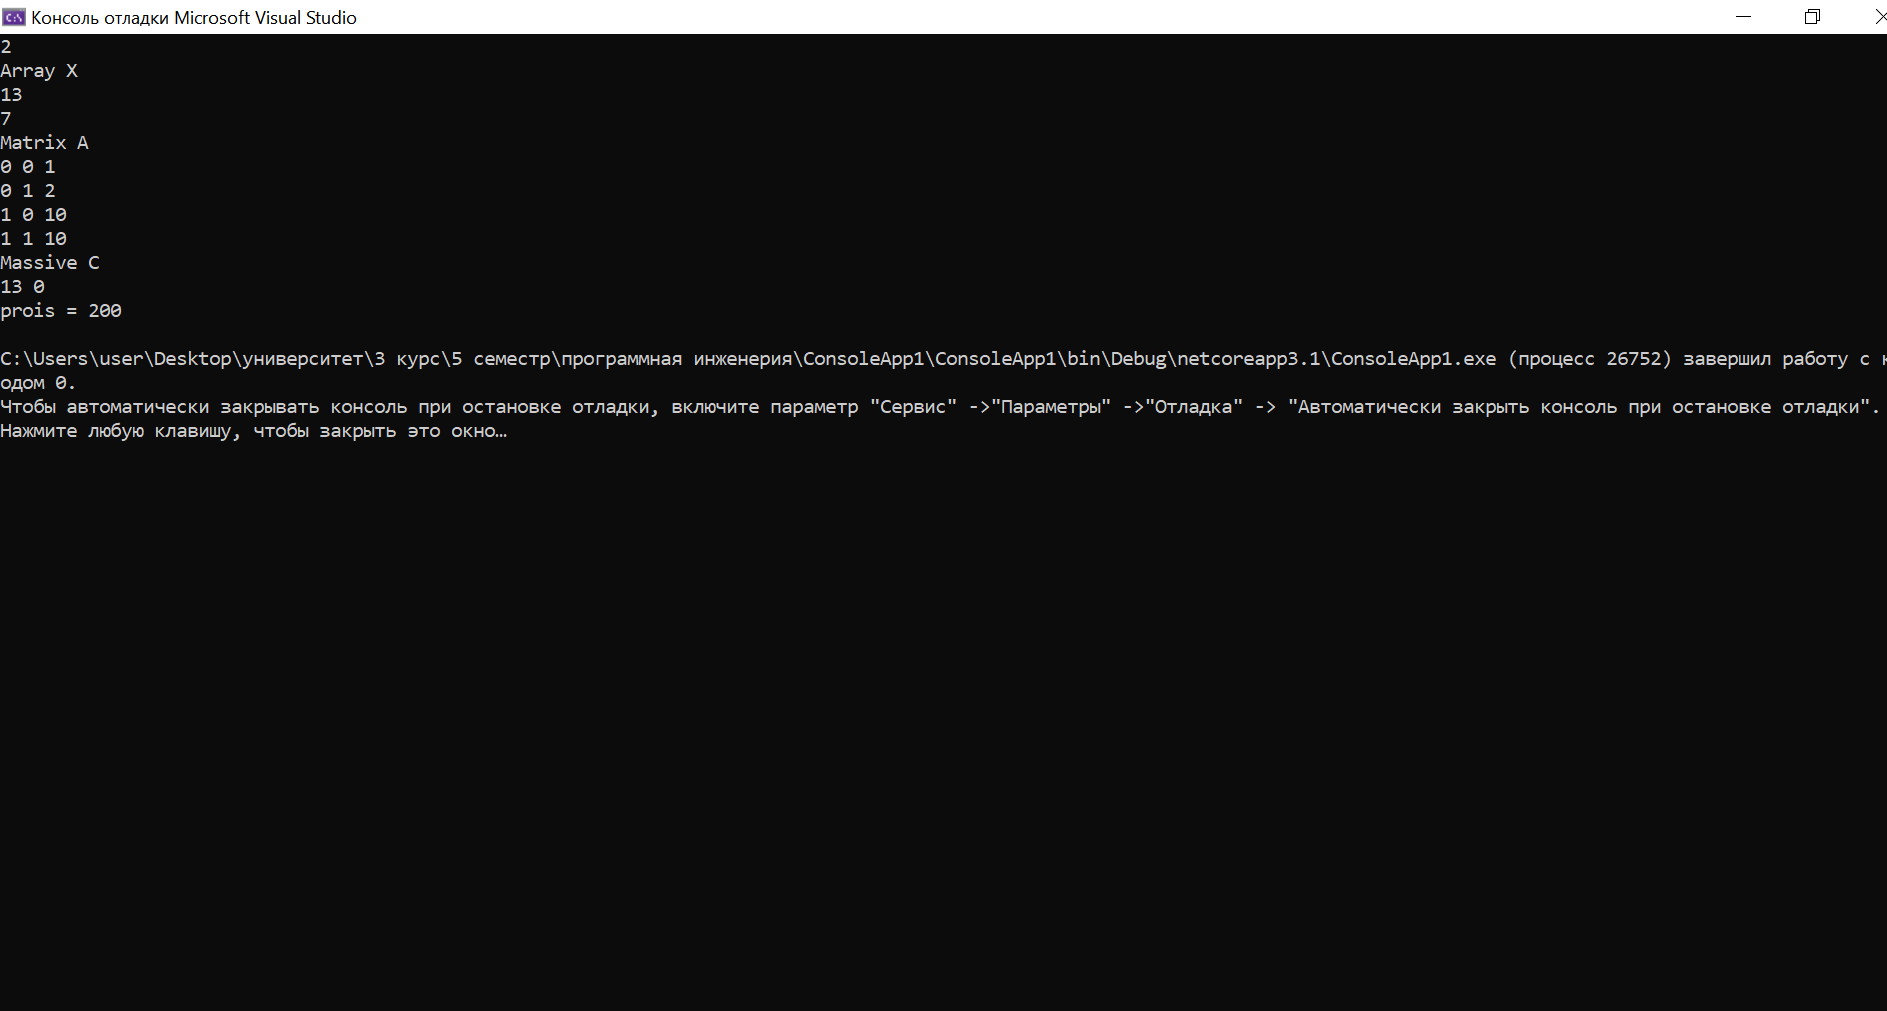 Консоль отладки Microsoft Visual Studio
2
Array X
13
7
Matrix A
0 0 1
0 1 2
1 0 10
1 1 10
Massive C
13 0
prois = 200
C:\Users\user\Desktop\университет\3 курс\5 семестр\программная инженерия\ConsoleApp1\ConsoleApp1\bin\Debug\netcoreapp3.1\ConsoleApp1.exe (процесс 26752) завершил работу с к
одом 0.
Чтобы автоматически закрывать консоль при остановке отладки, включите параметр "Сервис" ->"Параметры" ->"Отладка" -> "Автоматически закрыть консоль при остановке отладки".
Нажмите любую клавишу, чтобы закрыть это окно…